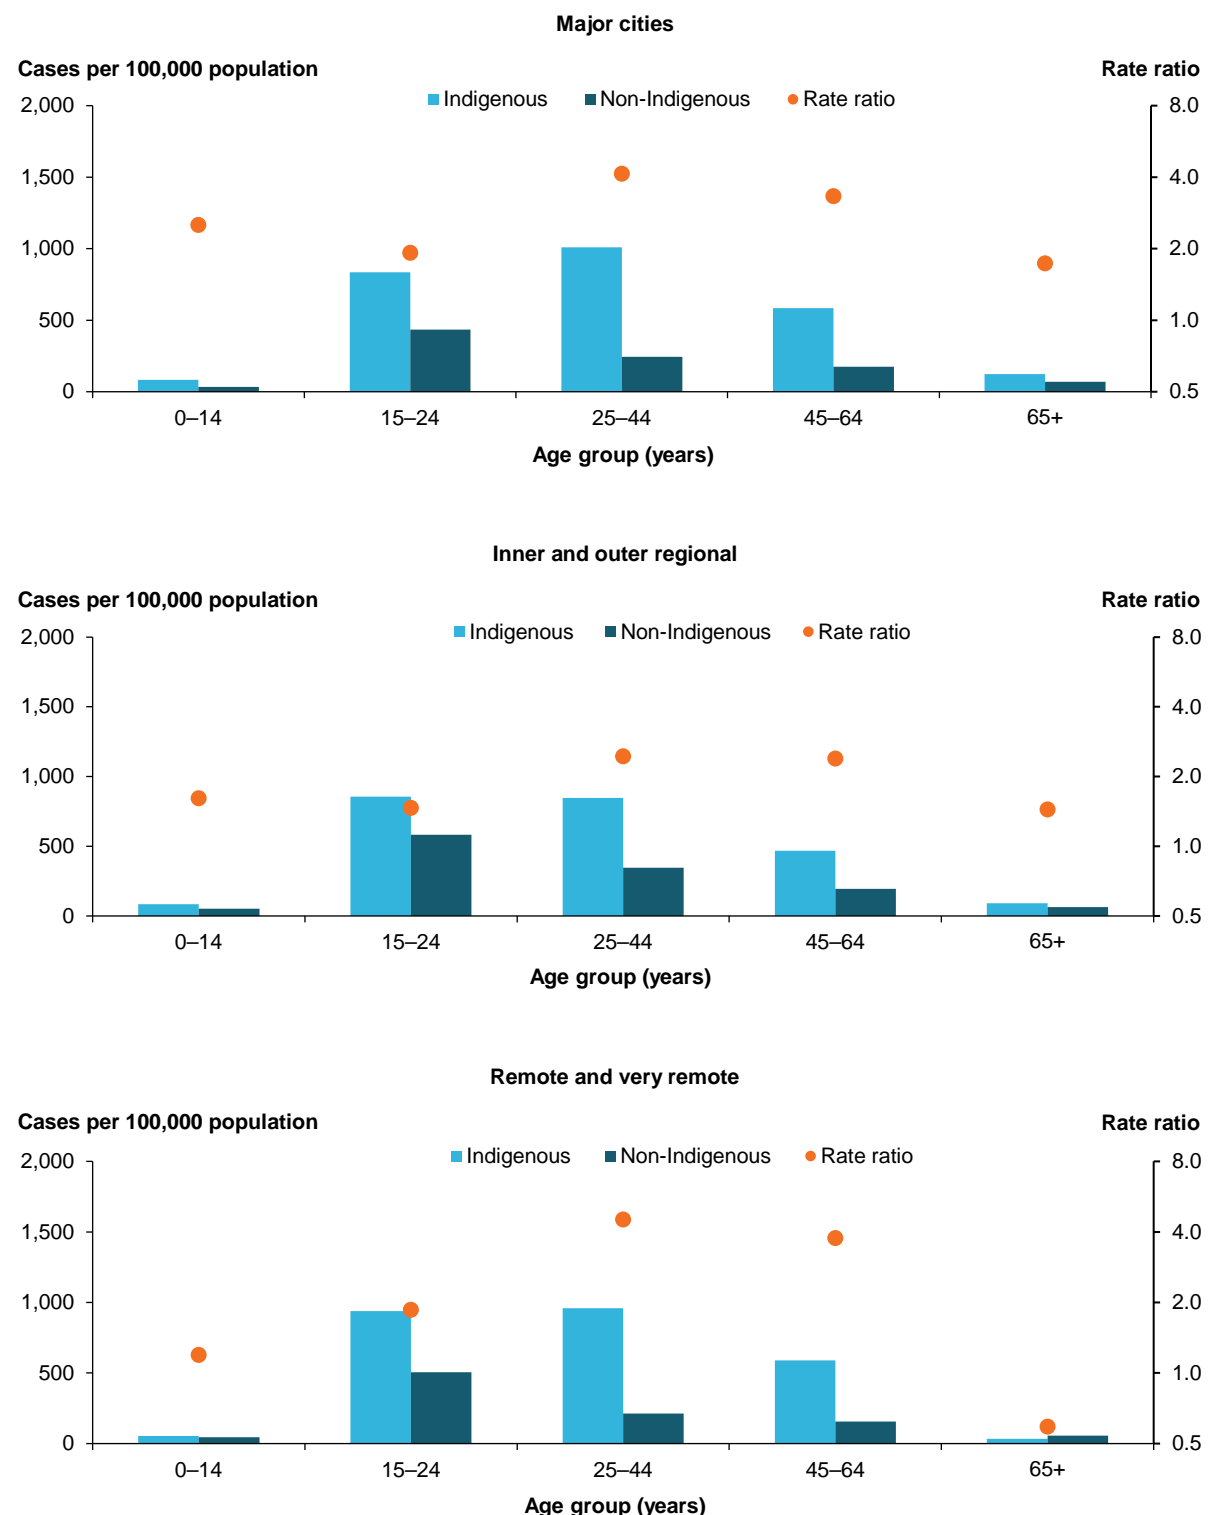 Major cities
Cases per 100,000 population Rate ratio
Indigenous Non-Indigenous Rate ratio
2,000 8.0
1,500 4.0
1,000 2.0
500 1.0
0 0.5
0–14 15–24 25–44 45–64 65+
Age group (years)
Inner and outer regional
Cases per 100,000 population Rate ratio
Indigenous Non-Indigenous Rate ratio
2,000 8.0
1,500 4.0
1,000 2.0
500 1.0
0 0.5
0–14 15–24 25–44 45–64 65+
Age group (years)
Remote and very remote
Cases per 100,000 population Rate ratio
Indigenous Non-Indigenous Rate ratio
2,000 8.0
1,500 4.0
1,000 2.0
500 1.0
0 0.5
0–14 15–24 25–44 45–64 65+
Age group (years)